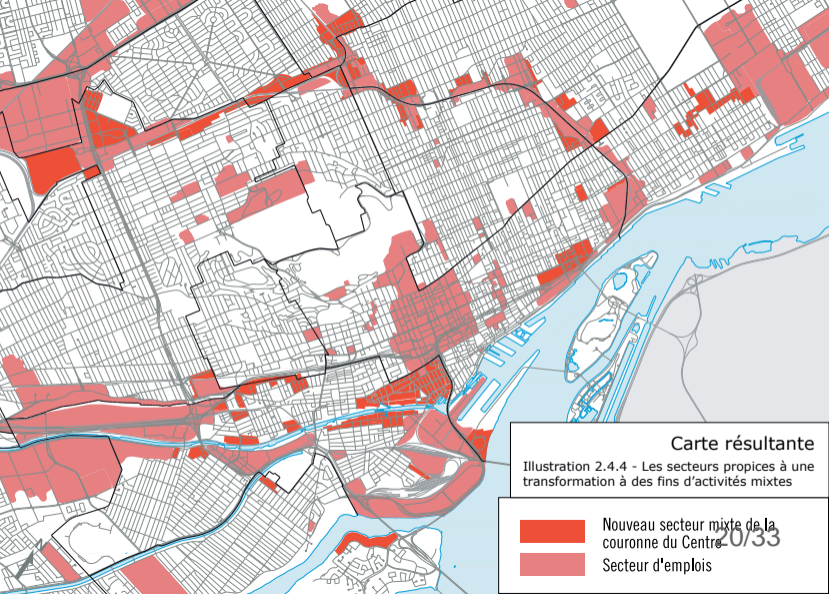 Carte résultante
Illustration 2.4.4 - Les secteurs propices à une
transformation à des fins d'activités mixtes
Nouveau secteur mixte de la
couronne du Centre
20/33
Secteur d'emplois